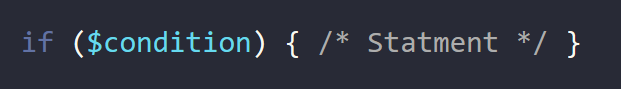 if ($condition) { /* Statment */ }